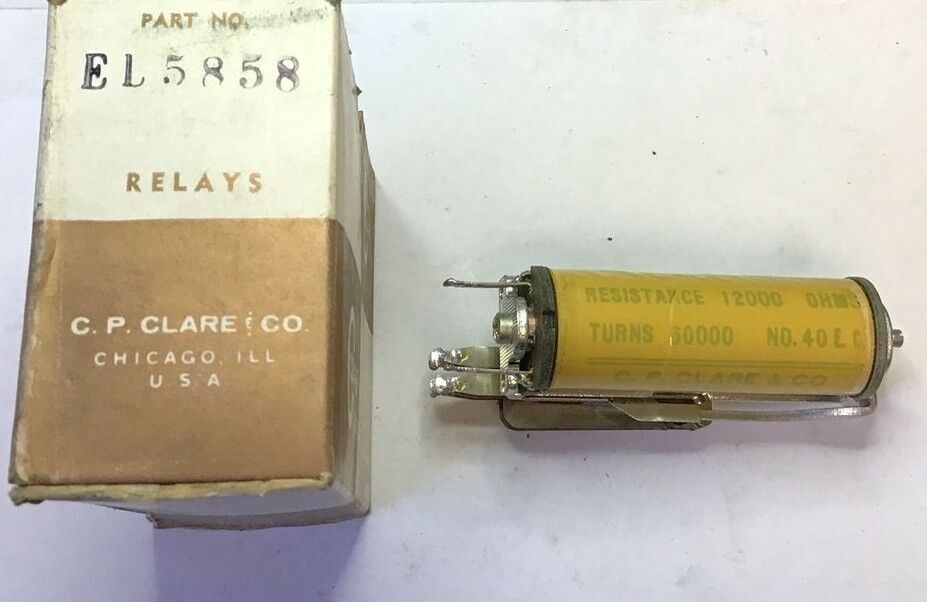 PART NO.
EL5858
RELAYS
C. P. CLARE & CO.
CHICAGO, ILL
U. S. A
RESISTANCE 12000 OHMS
TURNS 60000 NO. 40 E.
C. P. CLARE & CO